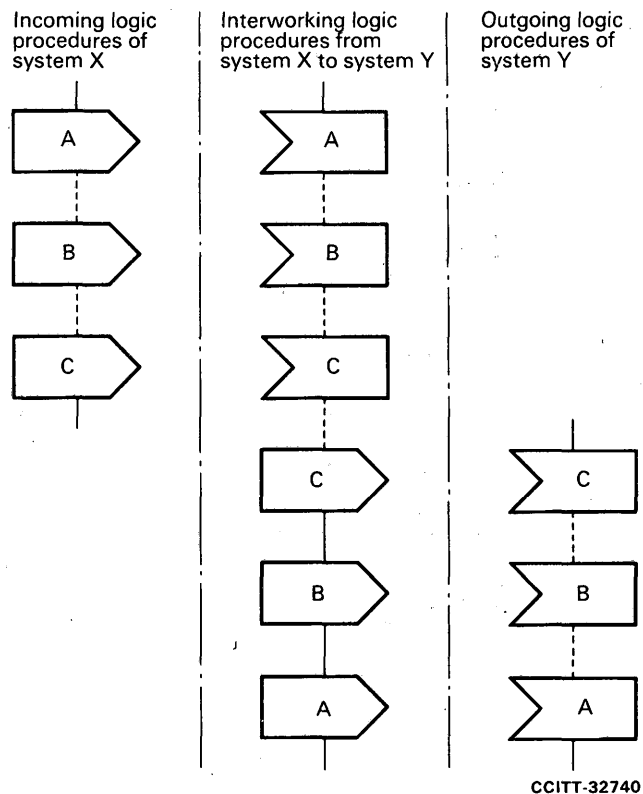 Incoming logic
procedures of
system X
Interworking logic
procedures from
system X to system Y
Outgoing logic
procedures of
system Y
A
A
B
B
C
C
C
C
B
B
A
A
CCITT-32740